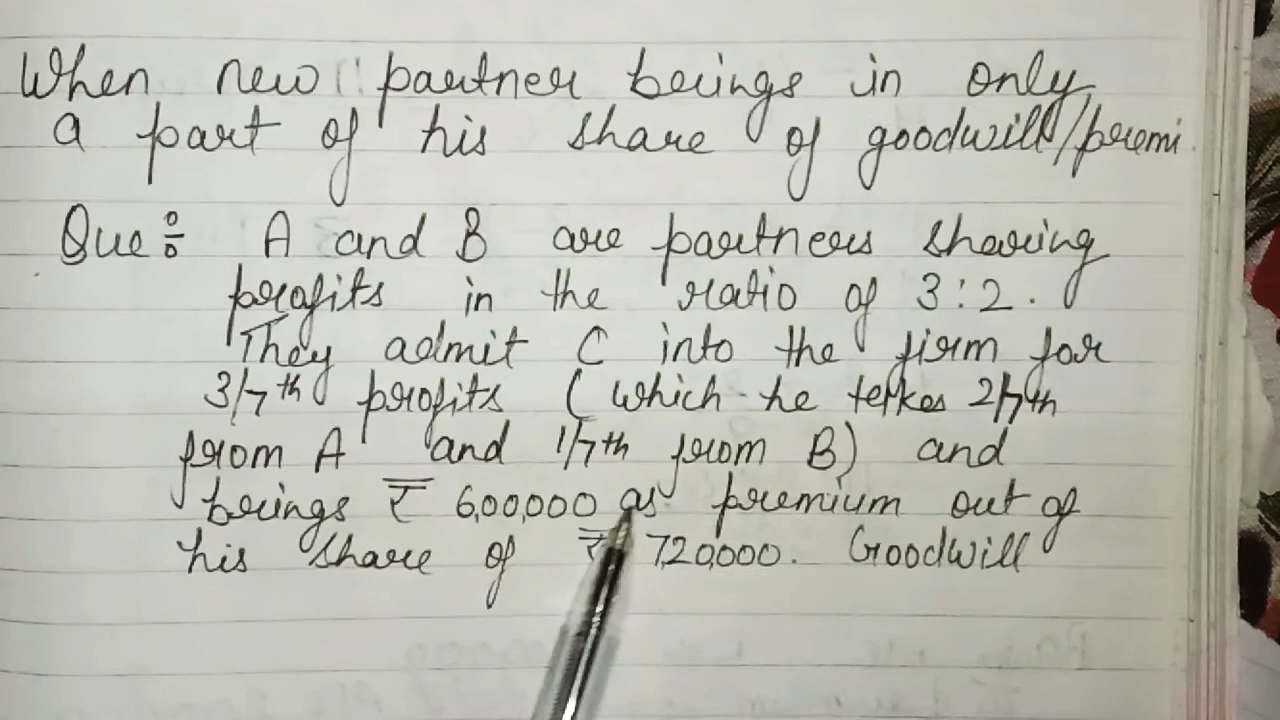 When new partner brings in only
a part of his share of goodwill/premi
Que: A and B are partners sharing
profits in the ratio of 3:2.
They admit C into the firm for
3/7th profits (which he takes 2/7th
from A and 1/7th from B) and
brings ₹ 6,00,000 as premium out of
his share of ₹ 7,20,000. Goodwill